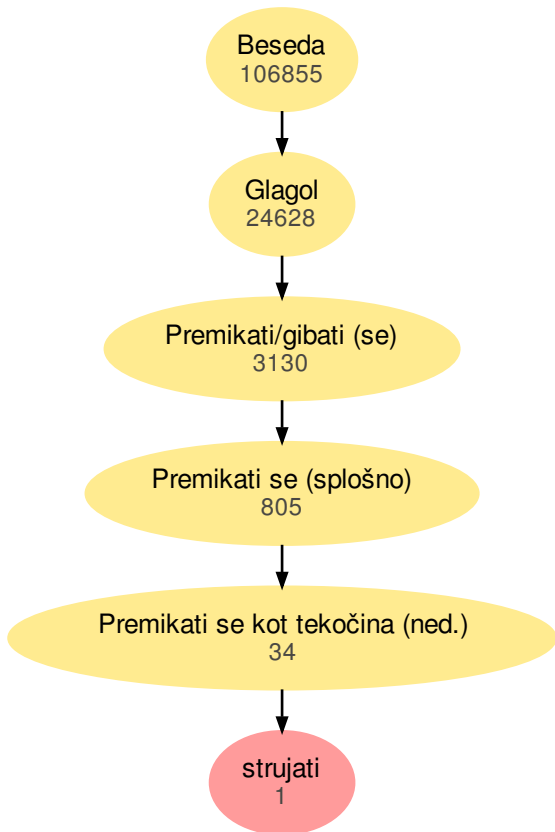 Beseda
106855
Glagol
24628
Premikati/gibati (se)
3130
Premikati se (splošno)
805
Premikati se kot tekočina (ned.)
34
strujati
1